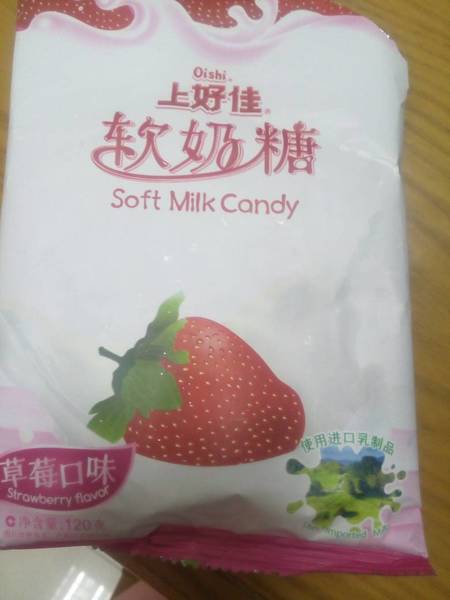 Oishi®
上好佳®
软奶糖
Soft Milk Candy
使用进口乳制品
草莓口味
Strawberry flavor
净含量:120克
Imported